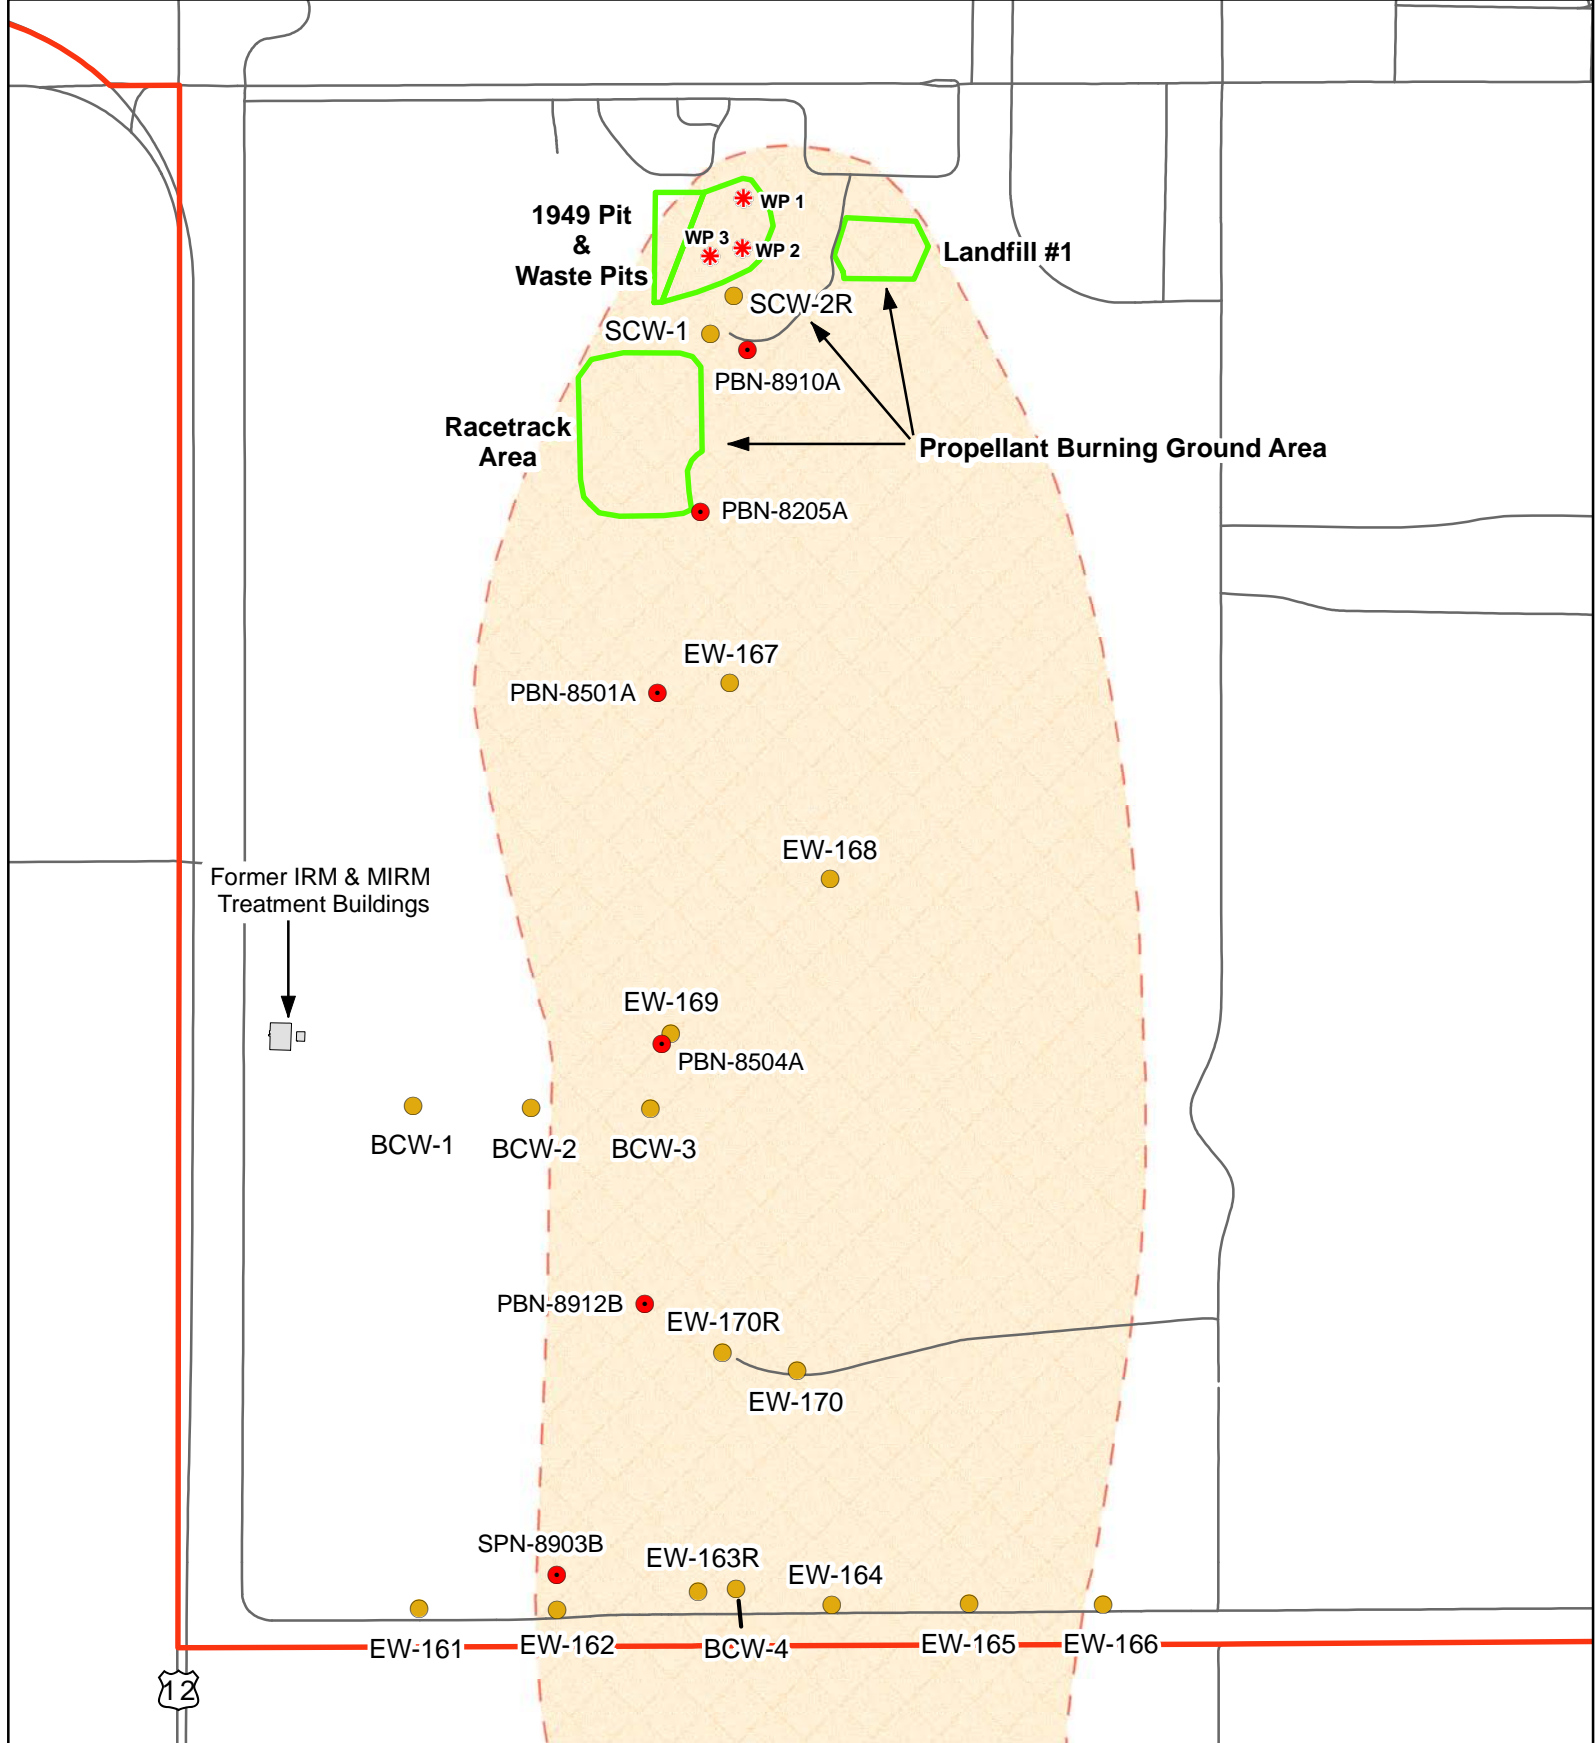 WP 1
1949 Pit
&
Waste Pits
WP 3
WP 2
Landfill #1
SCW-2R
SCW-1
PBN-8910A
Racetrack
Area
Propellant Burning Ground Area
PBN-8205A
EW-167
PBN-8501A
EW-168
Former IRM & MIRM
Treatment Buildings
EW-169
PBN-8504A
BCW-1
BCW-2
BCW-3
PBN-8912B
EW-170R
EW-170
SPN-8903B
EW-163R
EW-164
EW-161
EW-162
BCW-4
EW-165
EW-166
12